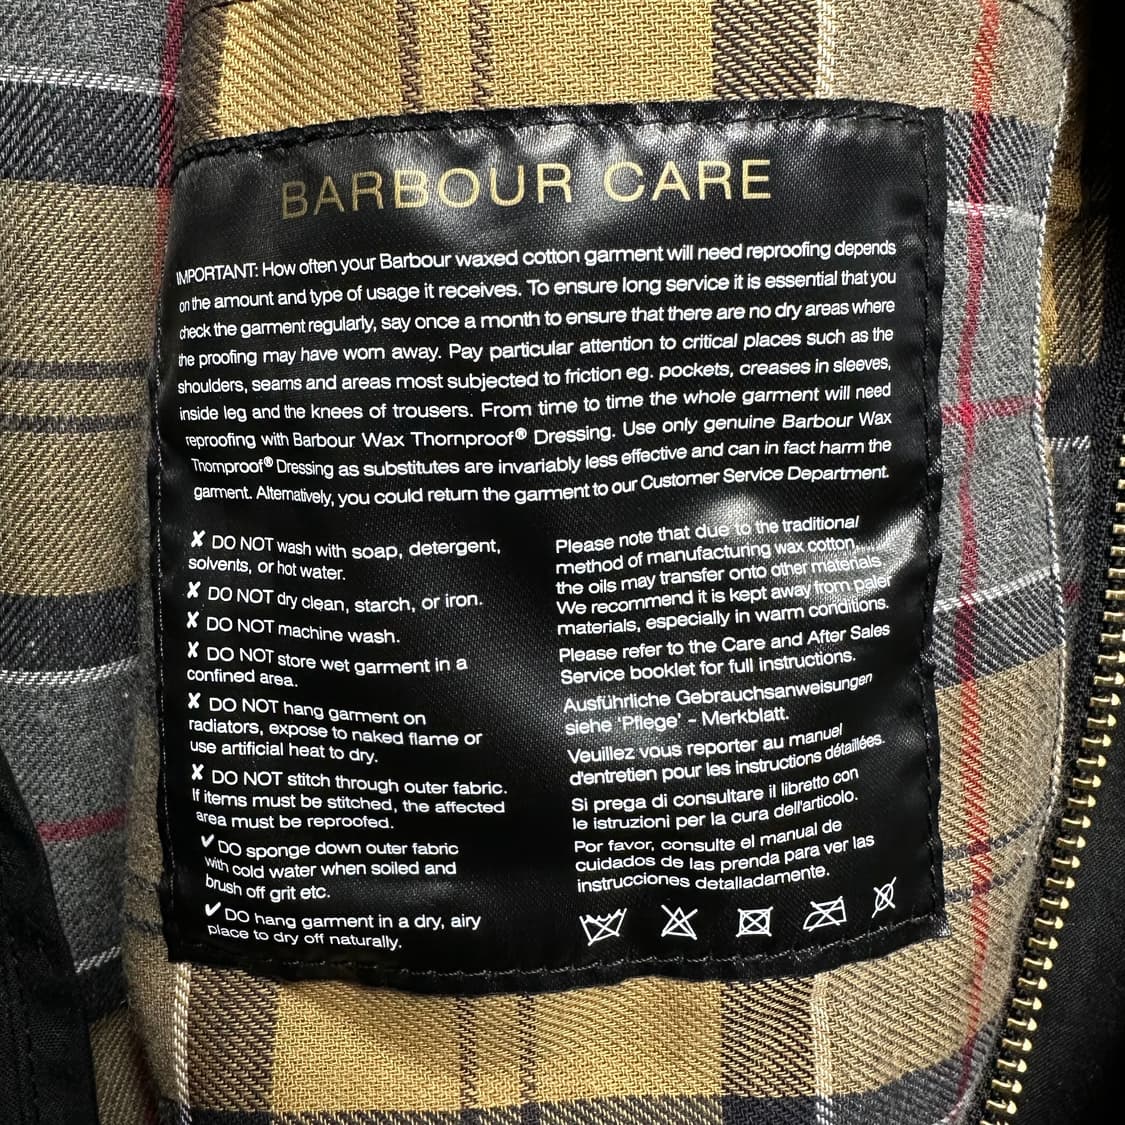 BARBOUR CARE
IMPORTANT: How often your Barbour waxed cotton garment will need reproofing depends
on the amount and type of usage it receives. To ensure long service it is essential that you
check the garment regularly, say once a month to ensure that there are no dry areas where
the proofing may have worn away. Pay particular attention to critical places such as the
shoulders, seams and areas most subjected to friction eg. pockets, creases in sleeves,
inside leg and the knees of trousers. From time to time the whole garment will need
reproofing with Barbour Wax Thornproof® Dressing. Use only genuine Barbour Wax
Thornproof® Dressing as substitutes are invariably less effective and can in fact harm the
garment. Alternatively, you could return the garment to our Customer Service Department.
✘ DO NOT wash with soap, detergent,
solvents, or hot water.
✘ DO NOT dry clean, starch, or iron.
✘ DO NOT machine wash.
✘ DO NOT store wet garment in a
confined area.
✘ DO NOT hang garment on
radiators, expose to naked flame or
use artificial heat to dry.
✘ DO NOT stitch through outer fabric.
If items must be stitched, the affected
area must be reproofed.
✔ DO sponge down outer fabric
with cold water when soiled and
brush off grit etc.
✔ DO hang garment in a dry, airy
place to dry off naturally.
Please note that due to the traditional
method of manufacturing wax cotton,
the oils may transfer onto other materials.
We recommend it is kept away from paler
materials, especially in warm conditions.
Please refer to the Care and After Sales
Service booklet for full instructions.
Ausführliche Gebrauchsanweisungen
siehe 'Pflege' - Merkblatt.
Veuillez vous reporter au manuel
d'entretien pour les instructions détaillées.
Si prega di consultare il libretto con
le istruzioni per la cura dell'articolo.
Por favor, consulte el manual de
cuidados de las prenda para ver las
instrucciones detalladamente.